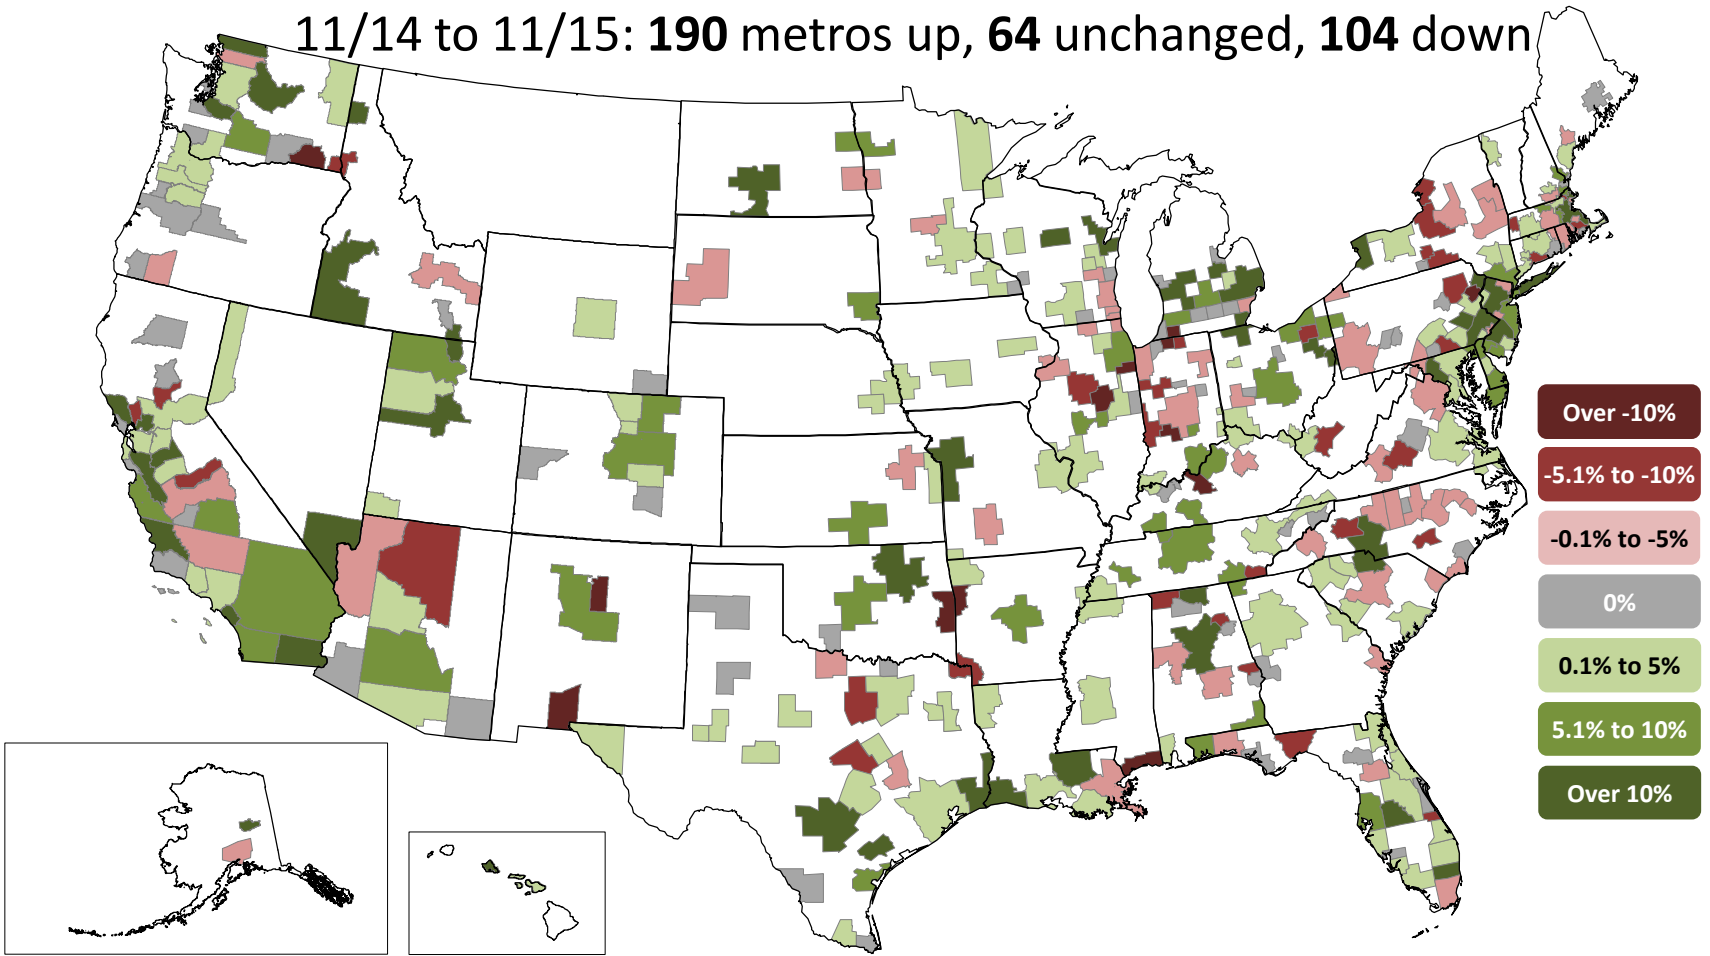 11/14 to 11/15: 190 metros up, 64 unchanged, 104 down
Over -10%
-5.1% to -10%
-0.1% to -5%
0%
0.1% to 5%
5.1% to 10%
Over 10%